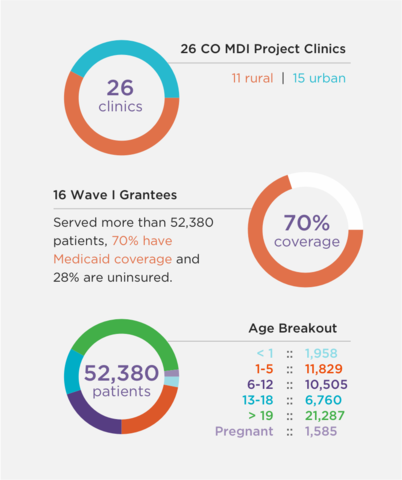 26 CO MDI Project Clinics
11 rural | 15 urban
26
clinics
16 Wave I Grantees
Served more than 52,380
patients, 70% have
Medicaid coverage and
28% are uninsured.
70%
coverage
52,380
patients
Age Breakout
< 1 :: 1,958
1-5 :: 11,829
6-12 :: 10,505
13-18 :: 6,760
> 19 :: 21,287
Pregnant :: 1,585